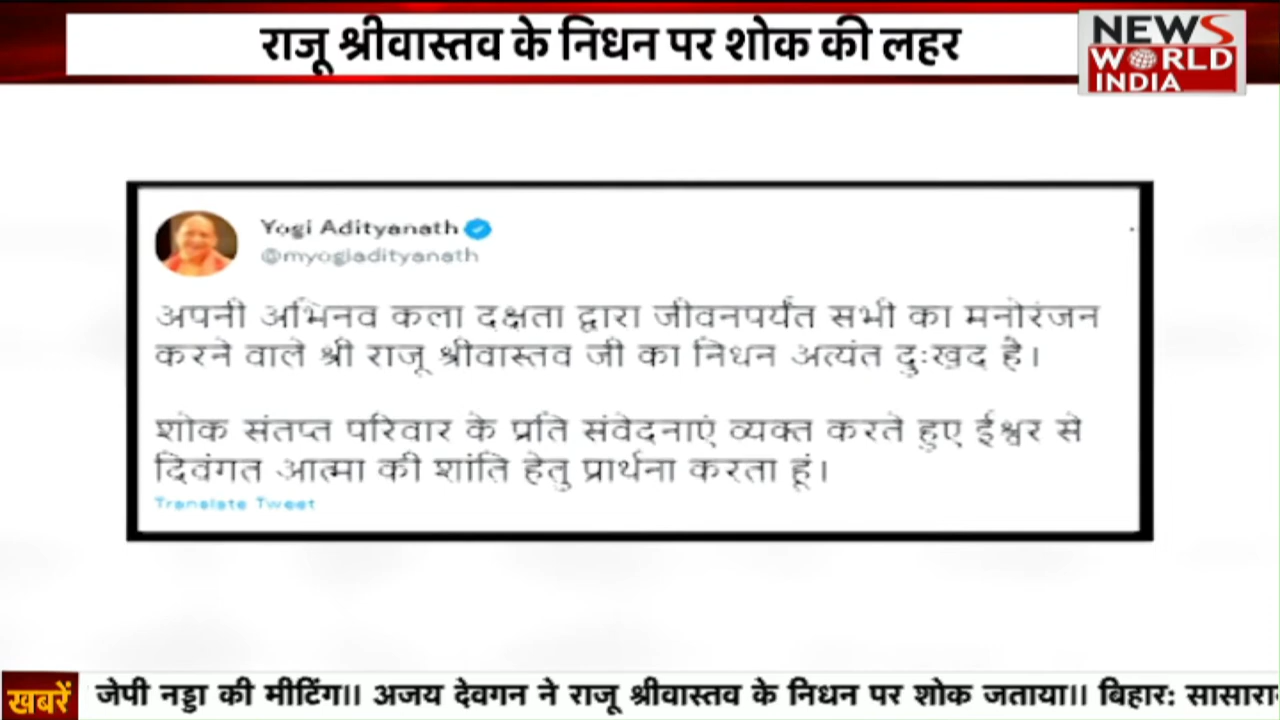 राजू श्रीवास्तव के निधन पर शोक की लहर
NEWS
WORLD
INDIA
Yogi Adityanath
@myogiadityanath
अपनी अभिनव कला दक्षता द्वारा जीवनपर्यंत सभी का मनोरंजन
करने वाले श्री राजू श्रीवास्तव जी का निधन अत्यंत दुःखद है।
शोक संतप्त परिवार के प्रति संवेदनाएं व्यक्त करते हुए ईश्वर से
दिवंगत आत्मा की शांति हेतु प्रार्थना करता हूं।
Translate Tweet
खबरें जेपी नड्डा की मीटिंग।। अजय देवगन ने राजू श्रीवास्तव के निधन पर शोक जताया।। बिहार: